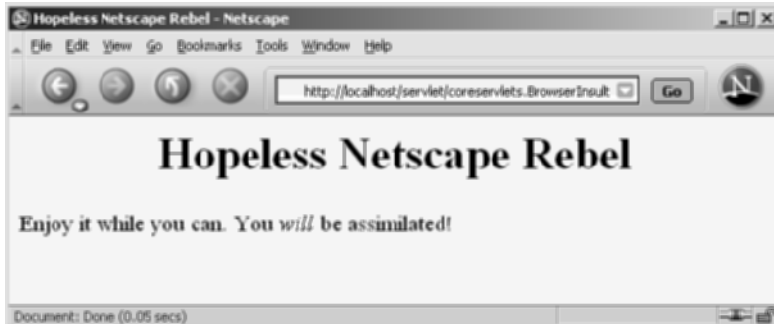 Hopeless Netscape Rebel - Netscape
File Edit View Go Bookmarks Tools Window Help
http://localhost/servlet/coreservlets.BrowserInsult Go N
Hopeless Netscape Rebel
Enjoy it while you can. You will be assimilated!
Document: Done (0.05 secs)